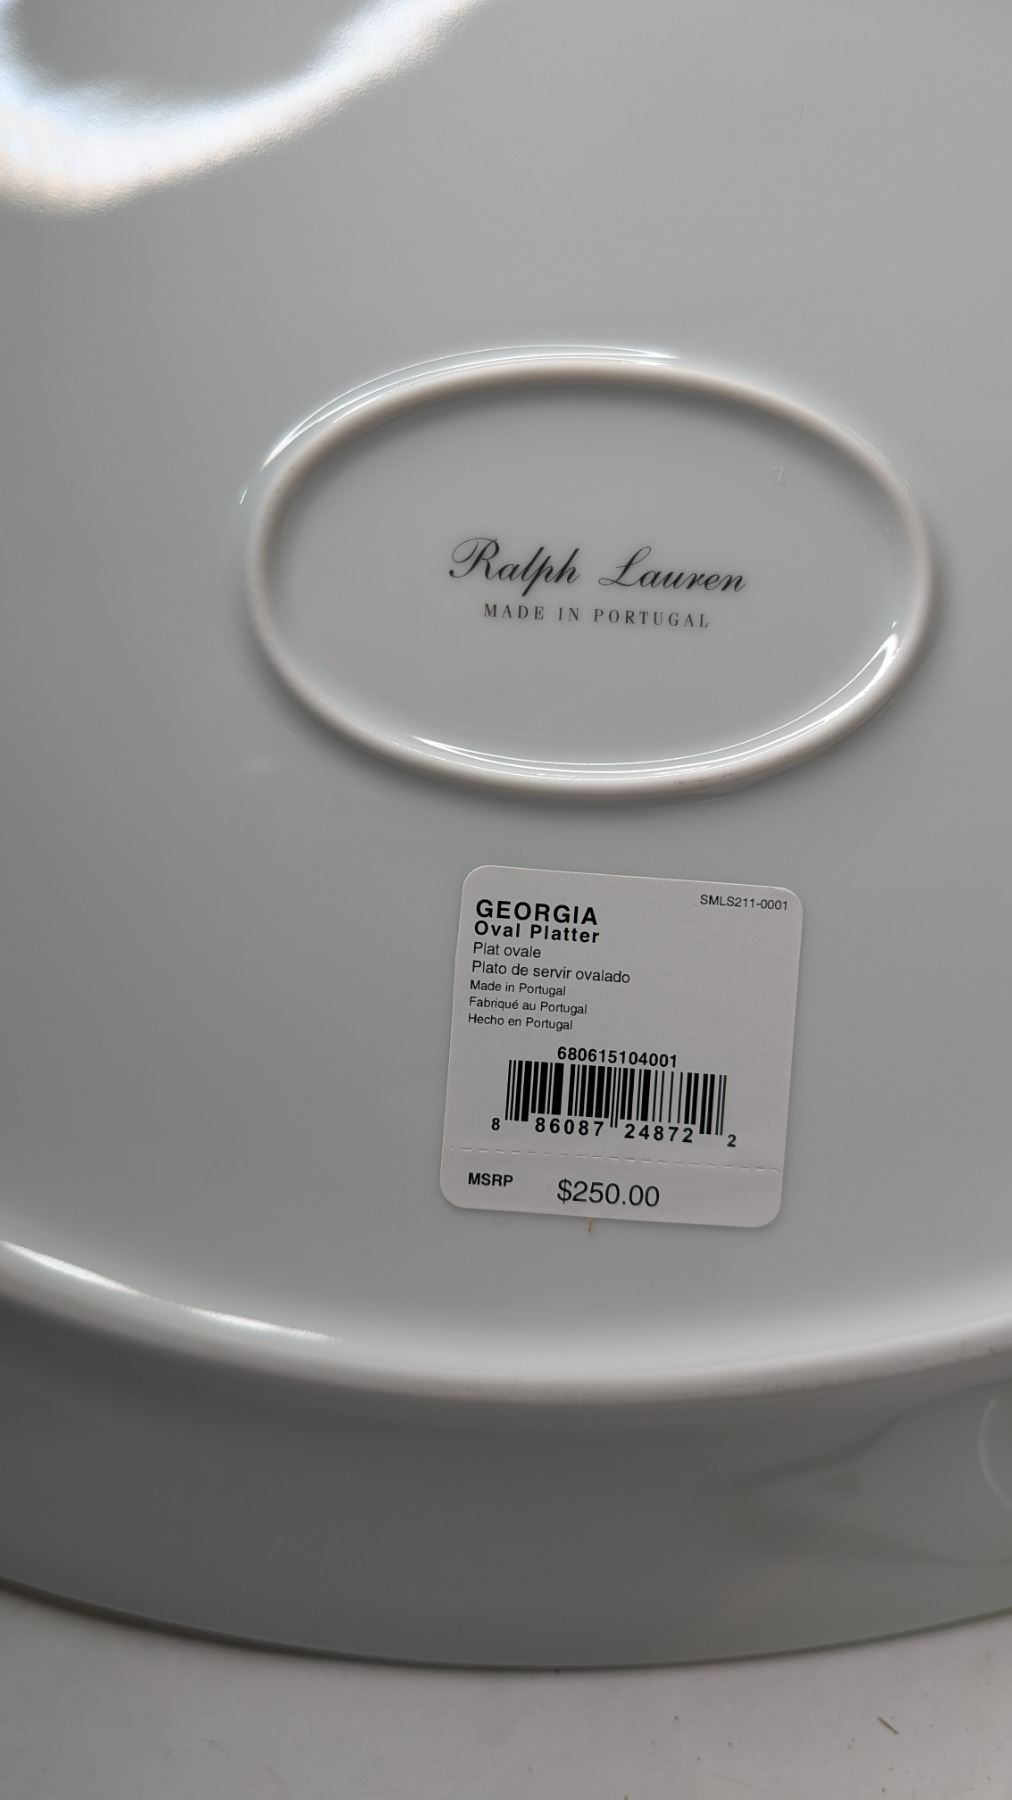 Ralph Lauren
MADE IN PORTUGAL
SMLS211-0001
GEORGIA
Oval Platter
Plat ovale
Plato de servir ovalado
Made in Portugal
Fabriqué au Portugal
Hecho en Portugal
680615104001
8 86087 24872 2
MSRP $250.00